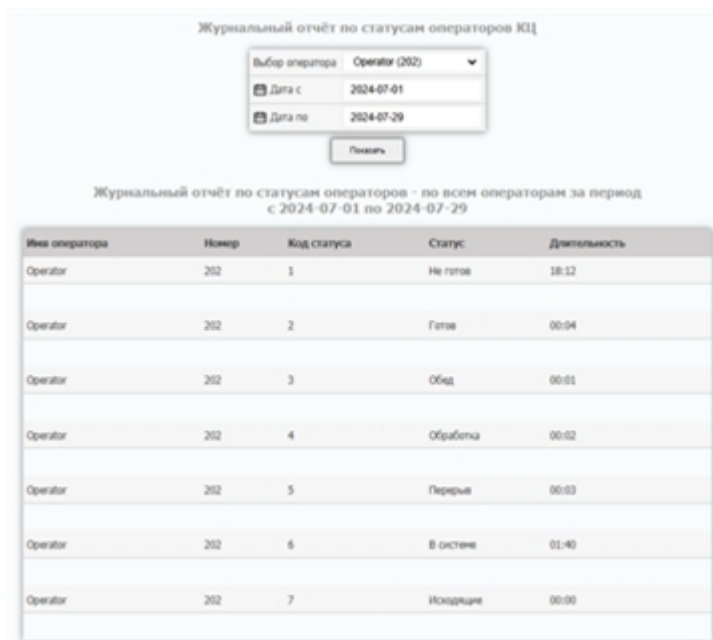 Журнальный отчёт по статусам операторов КЦ
Выбор оператора Operator (202)
Дата с 2024-07-01
Дата по 2024-07-29
Показать
Журнальный отчёт по статусам операторов - по всем операторам за период
с 2024-07-01 по 2024-07-29
Имя оператора Номер Код статуса Статус Длительность
Operator 202 1 Не готов 18:12
Operator 202 2 Готов 00:04
Operator 202 3 Обед 00:01
Operator 202 4 Обработка 00:02
Operator 202 5 Перерыв 00:03
Operator 202 6 В системе 01:40
Operator 202 7 Исходящие 00:00